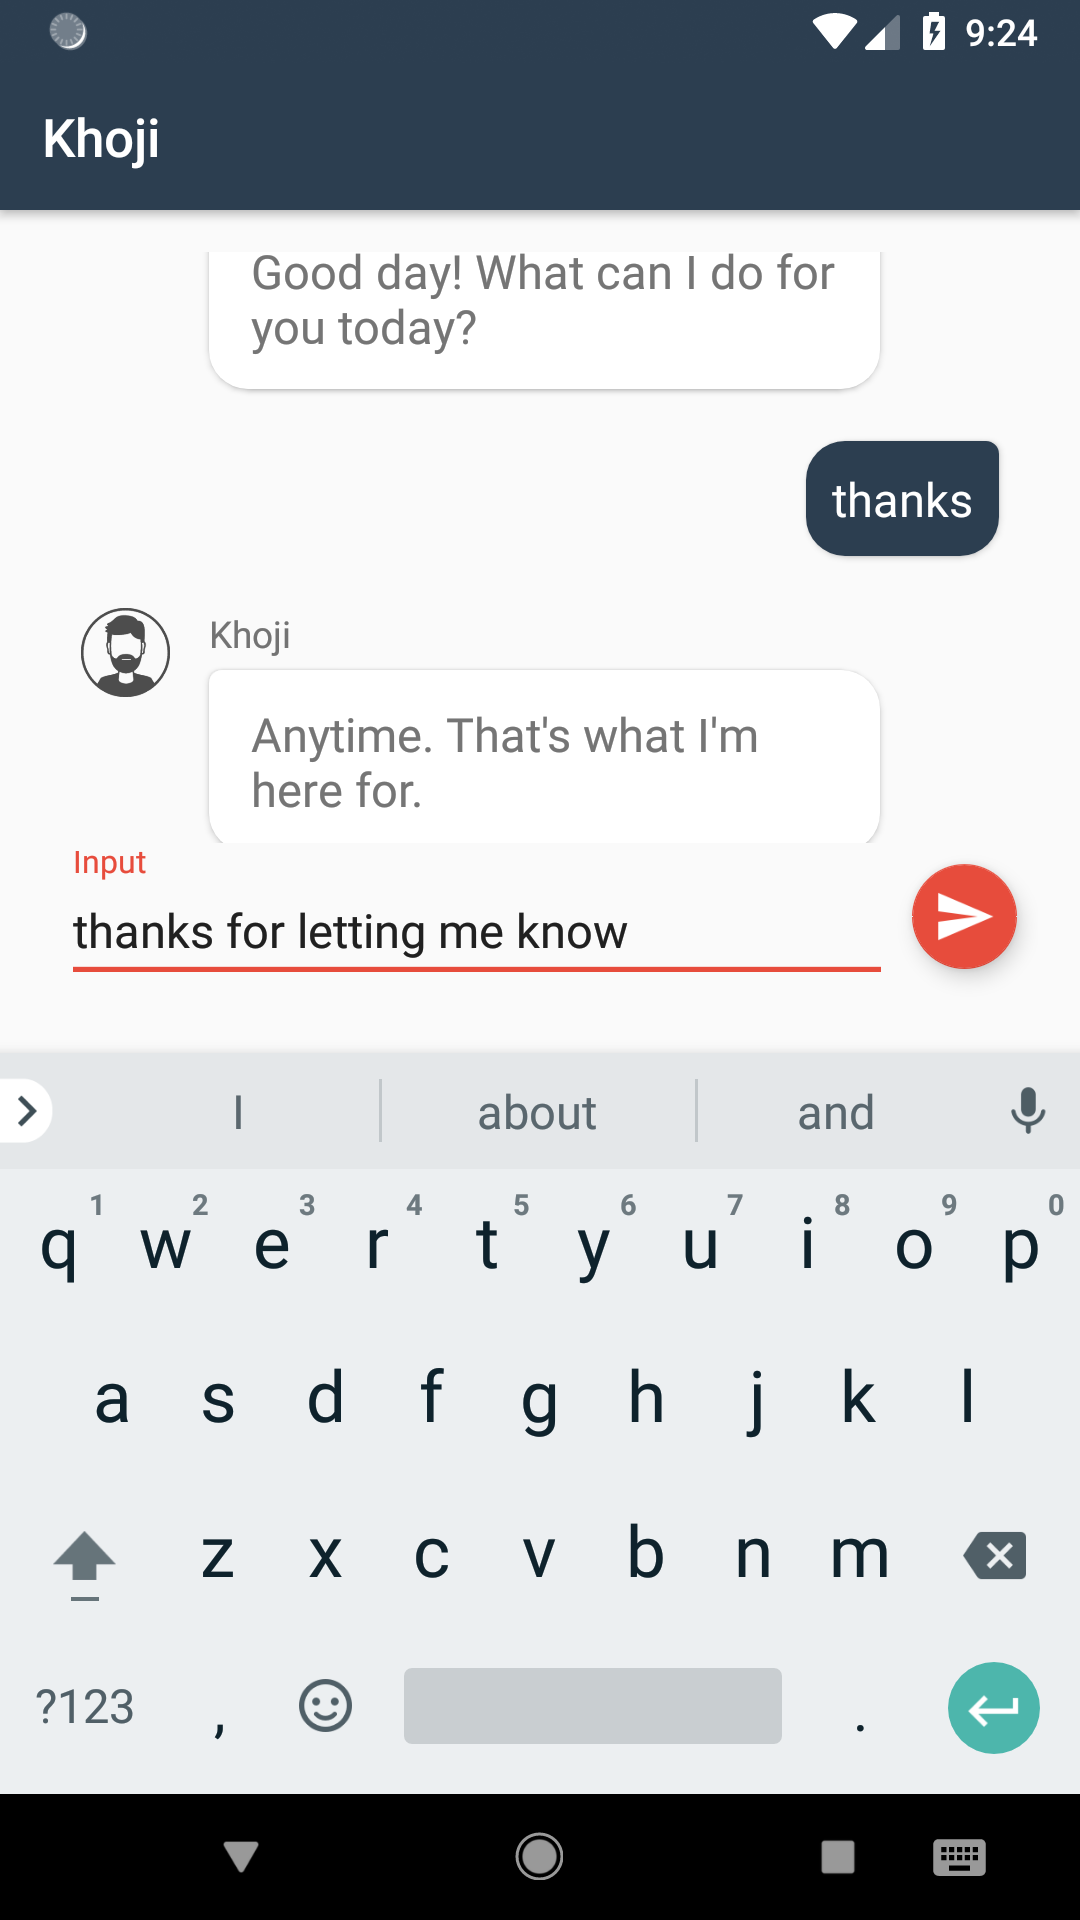 9:24
Khoji
Good day! What can I do for
you today?
thanks
Khoji
Anytime. That's what I'm
here for.
Input
thanks for letting me know
I about and
1 2 3 4 5 6 7 8 9 0
q w e r t y u i o p
a s d f g h j k l
z x c v b n m
?123 , .